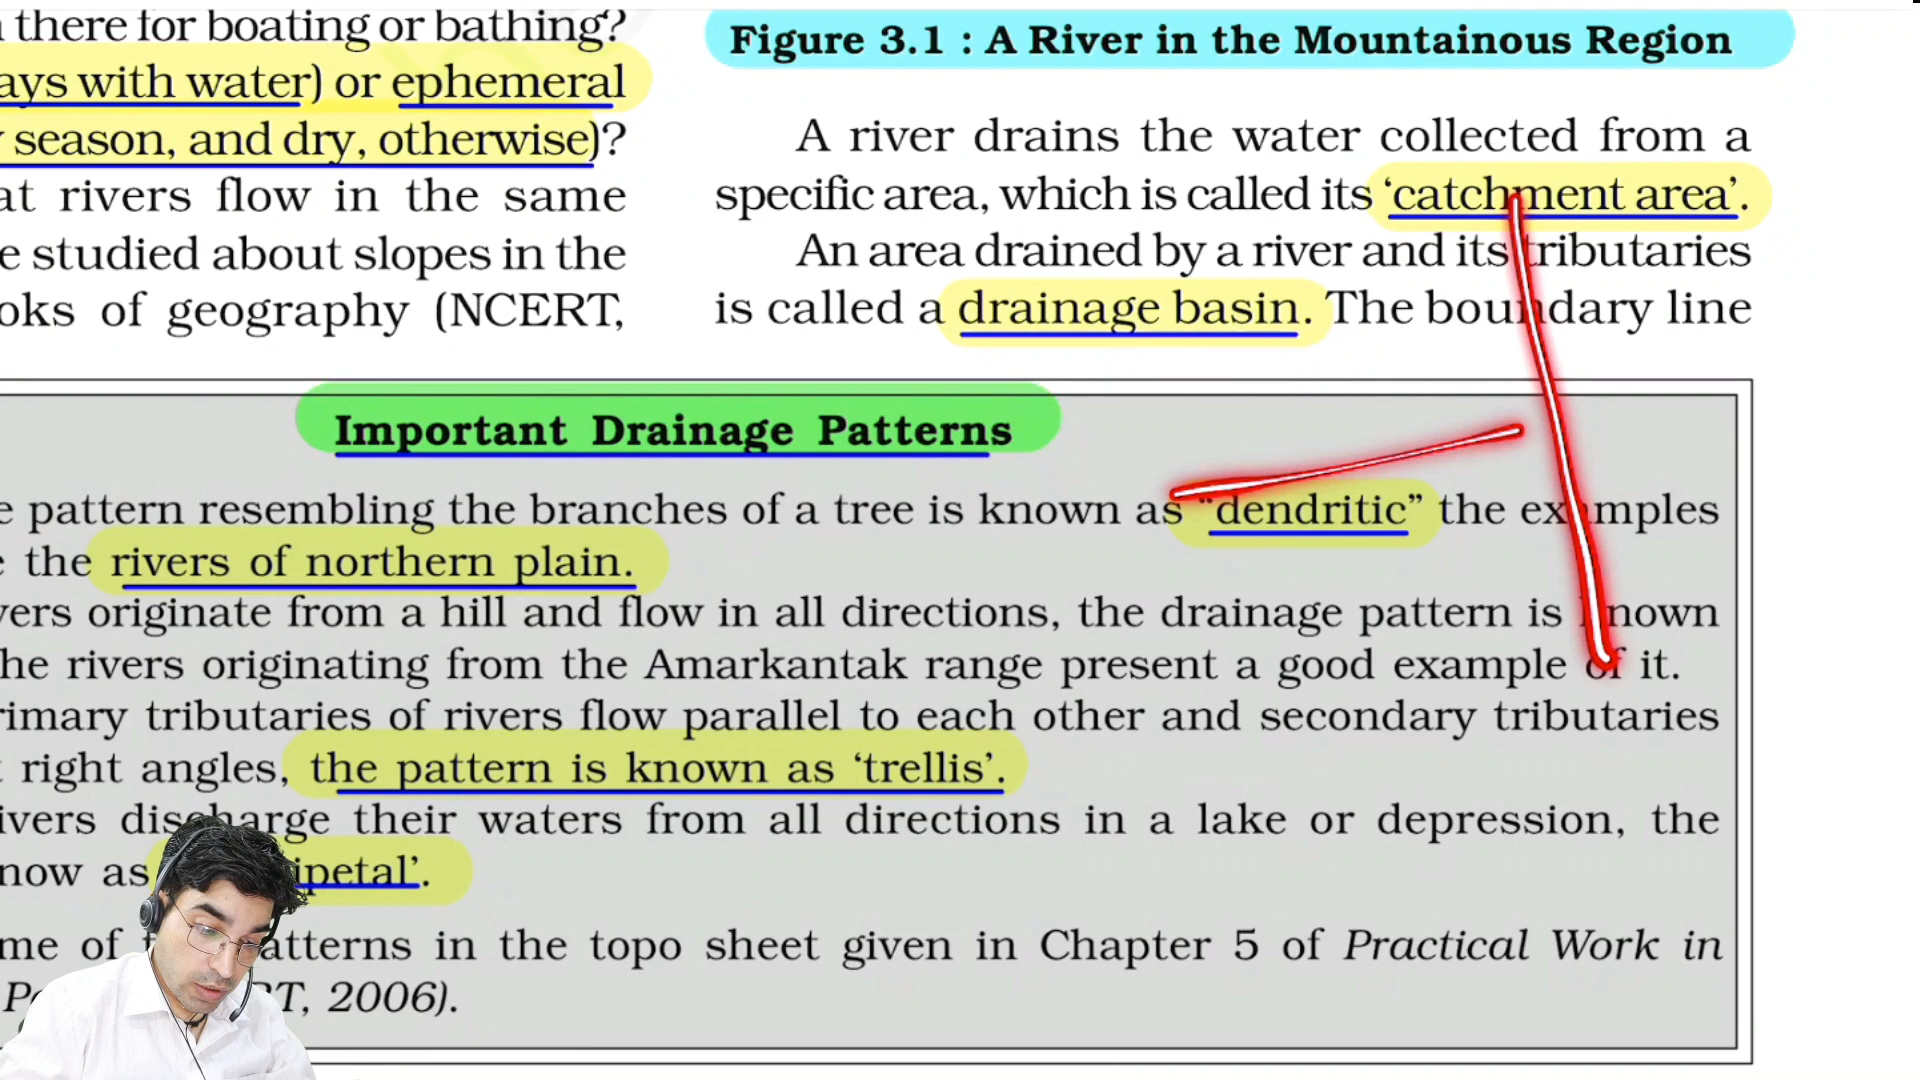 there for boating or bathing?
ays with water) or ephemeral
season, and dry, otherwise)?
at rivers flow in the same
e studied about slopes in the
oks of geography (NCERT,
Figure 3.1 : A River in the Mountainous Region
A river drains the water collected from a
specific area, which is called its ‘catchment area’.
An area drained by a river and its tributaries
is called a drainage basin. The boundary line
Important Drainage Patterns
e pattern resembling the branches of a tree is known as “dendritic” the examples
the rivers of northern plain.
vers originate from a hill and flow in all directions, the drainage pattern is known
he rivers originating from the Amarkantak range present a good example of it.
rimary tributaries of rivers flow parallel to each other and secondary tributaries
right angles, the pattern is known as ‘trellis’.
ivers discharge their waters from all directions in a lake or depression, the
now as ipetal’.
me of atterns in the topo sheet given in Chapter 5 of Practical Work in
T, 2006).